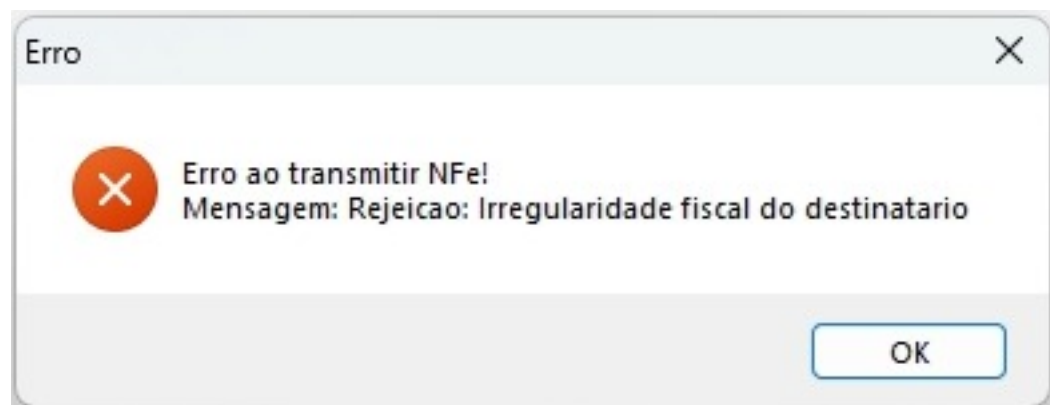 Erro
Erro ao transmitir NFe!
Mensagem: Rejeicao: Irregularidade fiscal do destinatario
OK